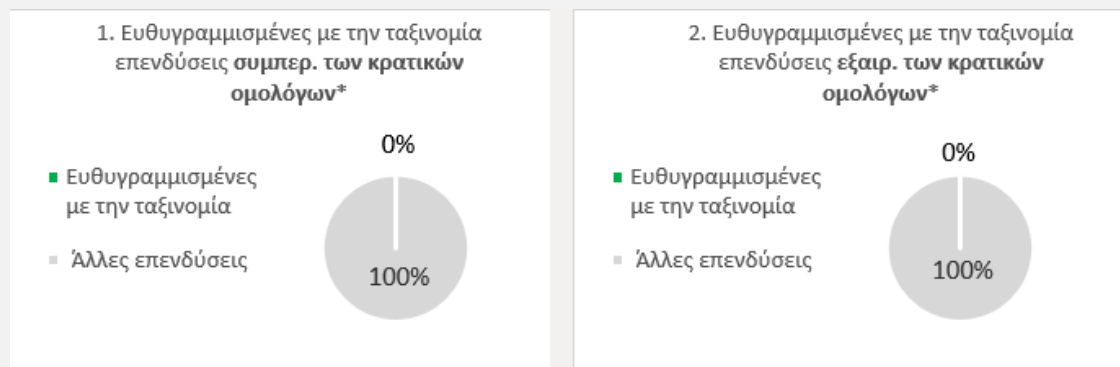 1. Ευθυγραμμισμένες με την ταξινομία
επενδύσεις συμπερ. των κρατικών
ομολόγων*
0%
Ευθυγραμμισμένες
με την ταξινομία
Άλλες επενδύσεις
100%
2. Ευθυγραμμισμένες με την ταξινομία
επενδύσεις εξαιρ. των κρατικών
ομολόγων*
0%
Ευθυγραμμισμένες
με την ταξινομία
Άλλες επενδύσεις
100%